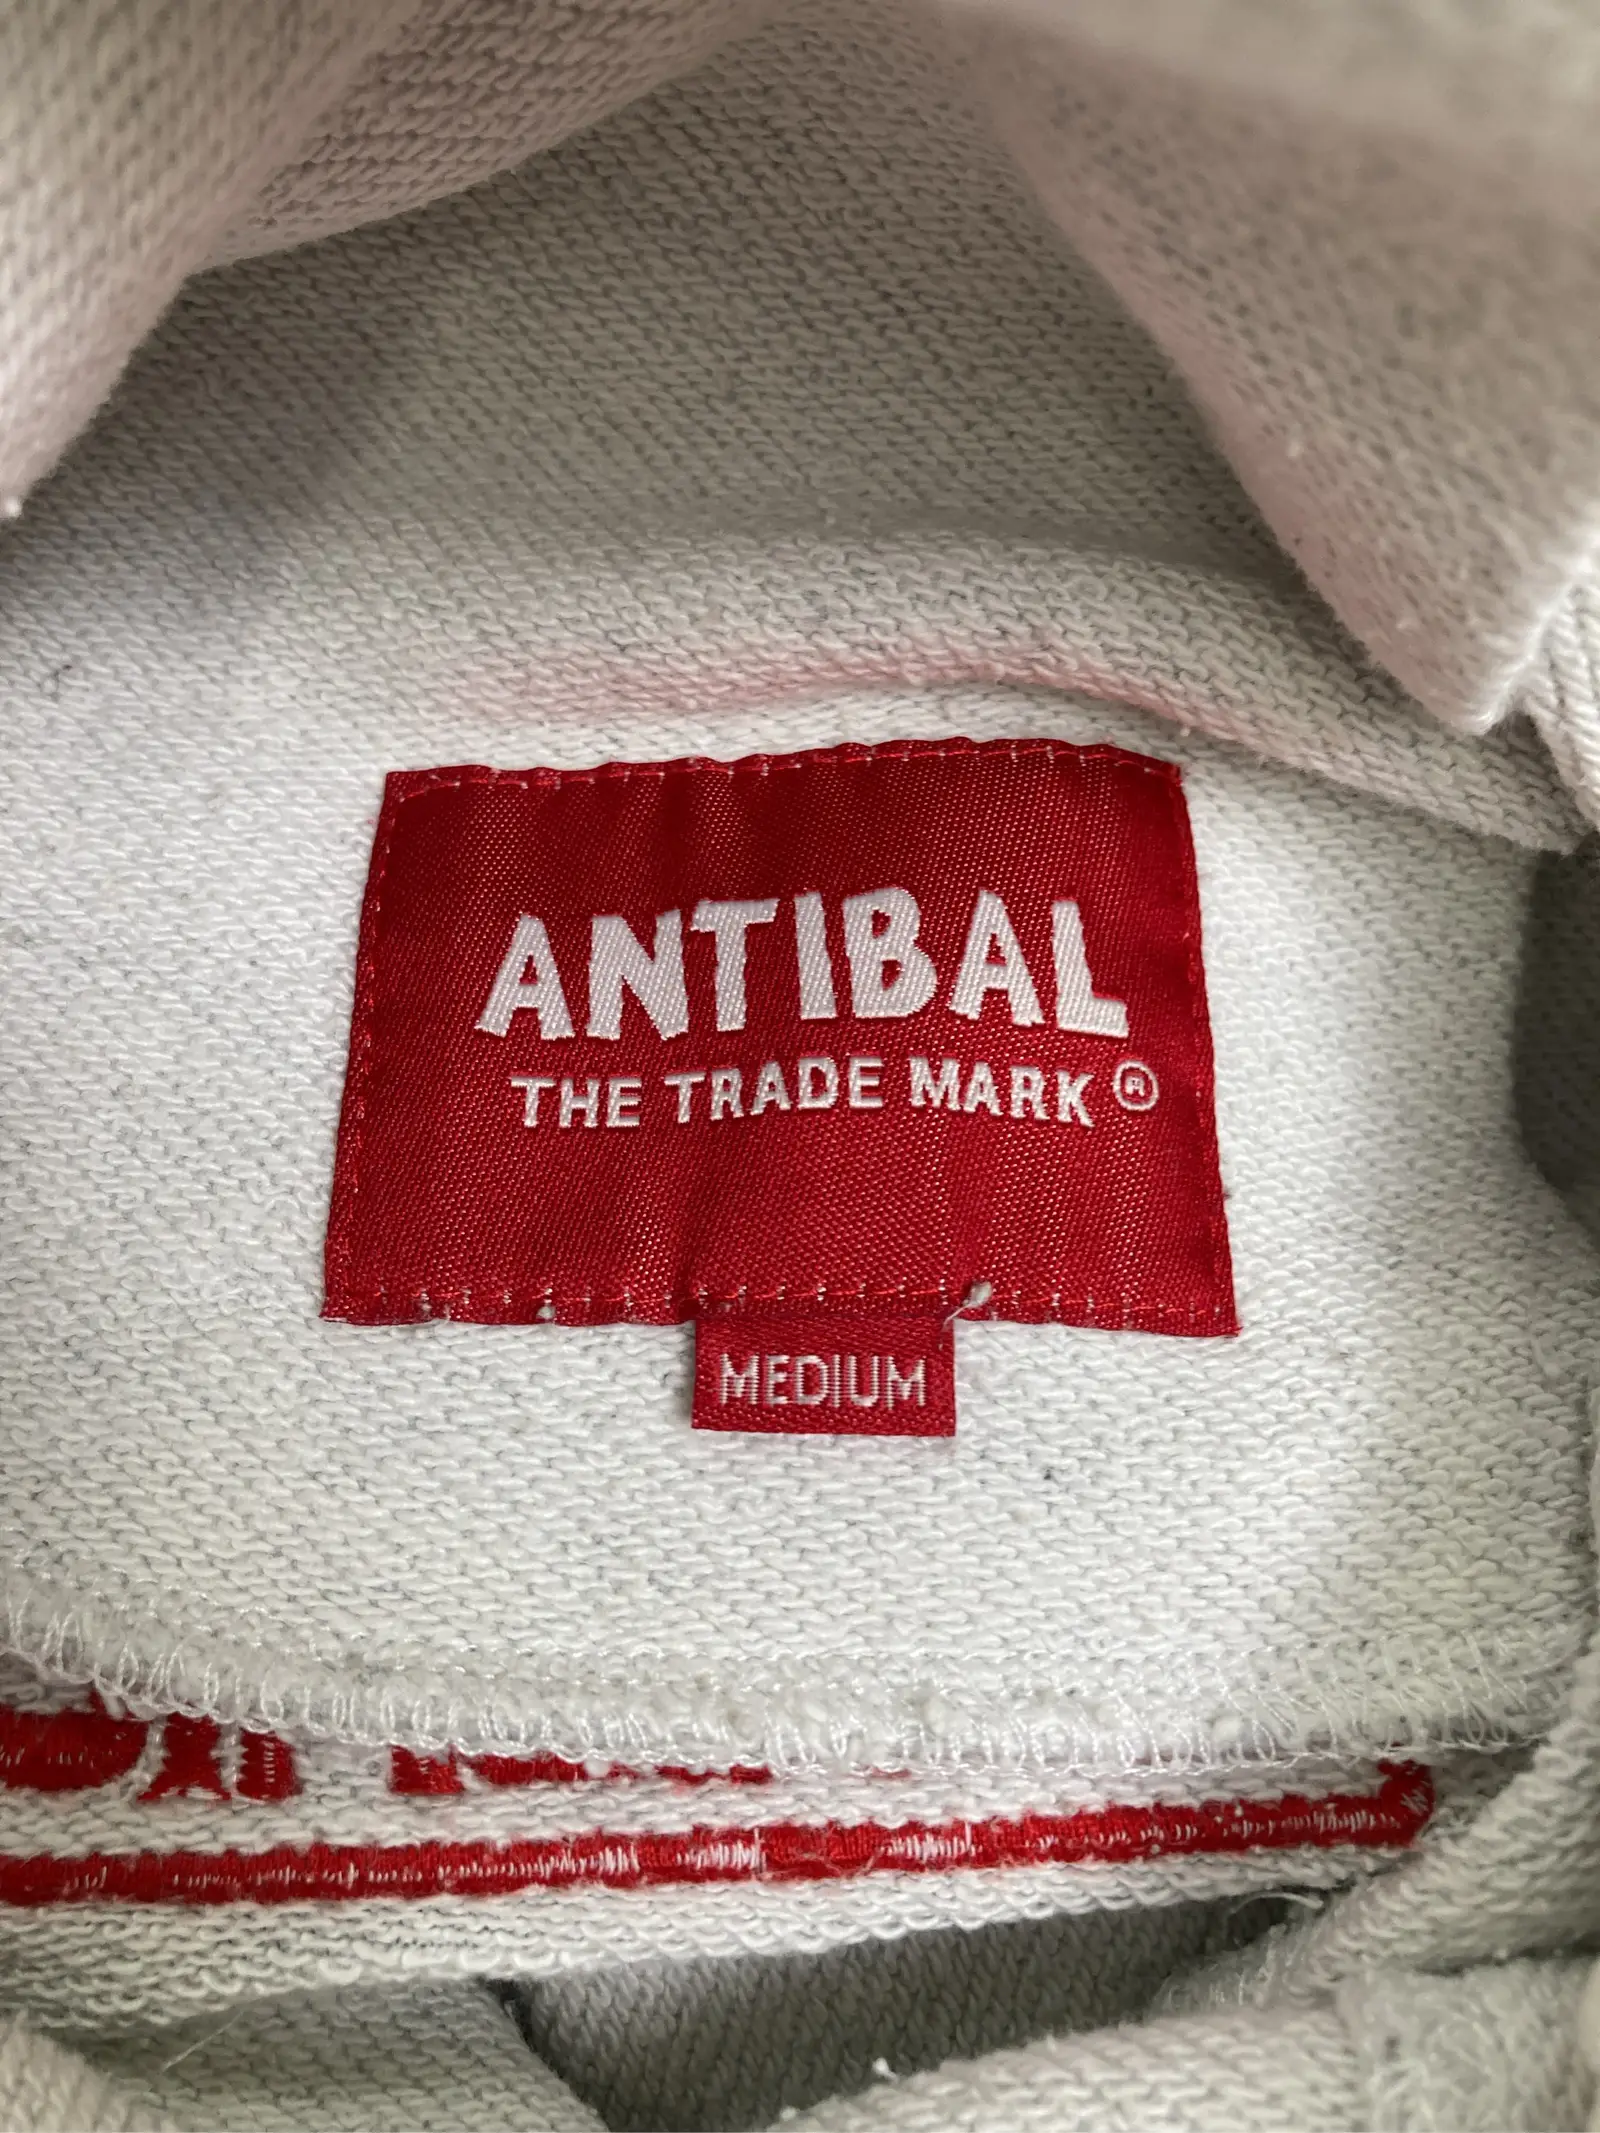 ANTIBAL
THE TRADE MARK ®
MEDIUM